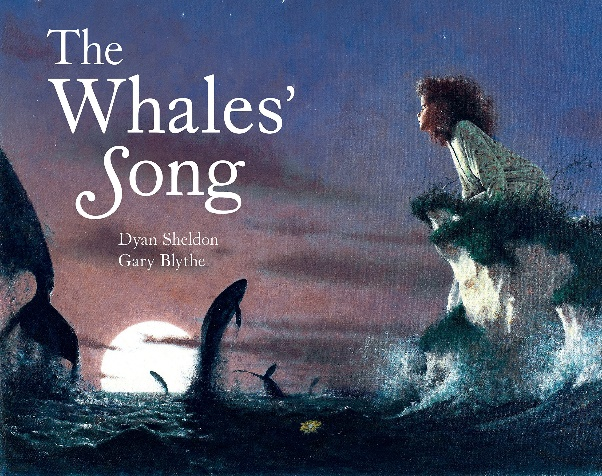 The
Whales’
Song
Dyan Sheldon
Gary Blythe